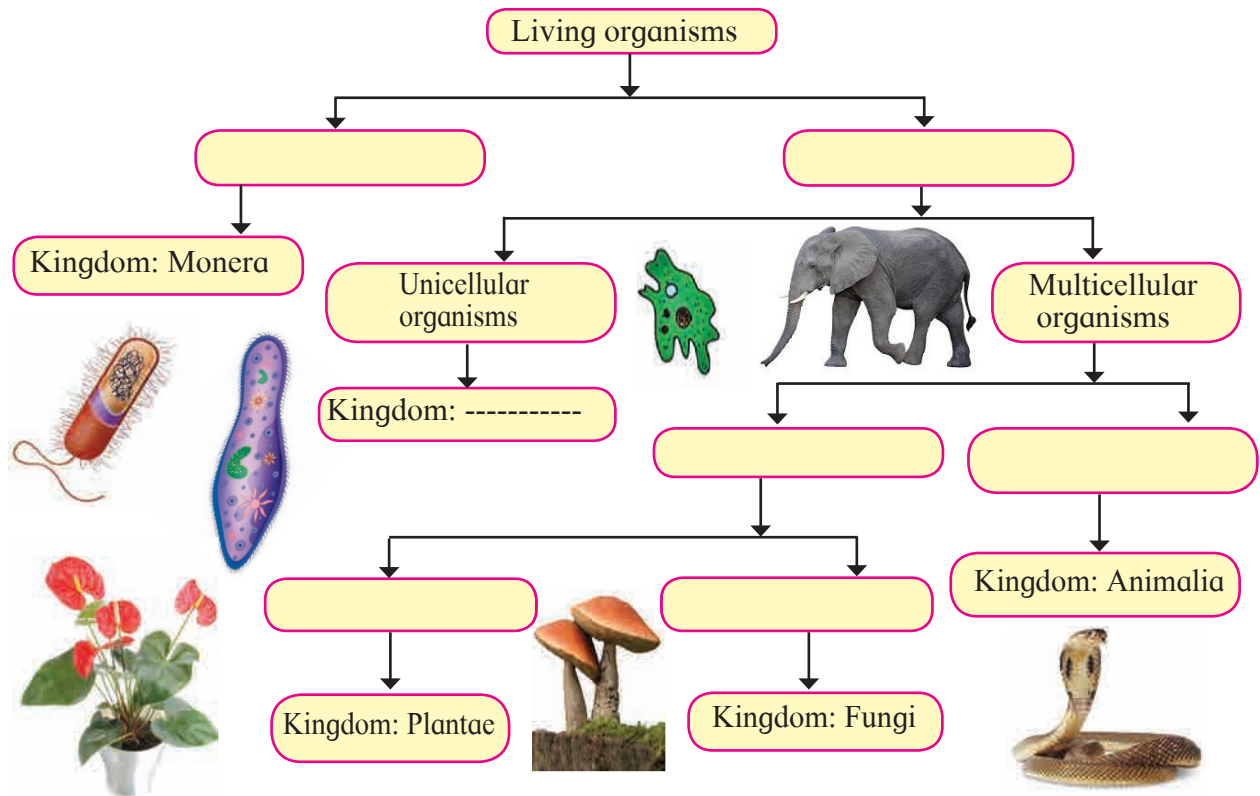 Living organisms
Kingdom: Monera
Unicellular
organisms
Multicellular
organisms
Kingdom: -----------
Kingdom: Animalia
Kingdom: Plantae
Kingdom: Fungi